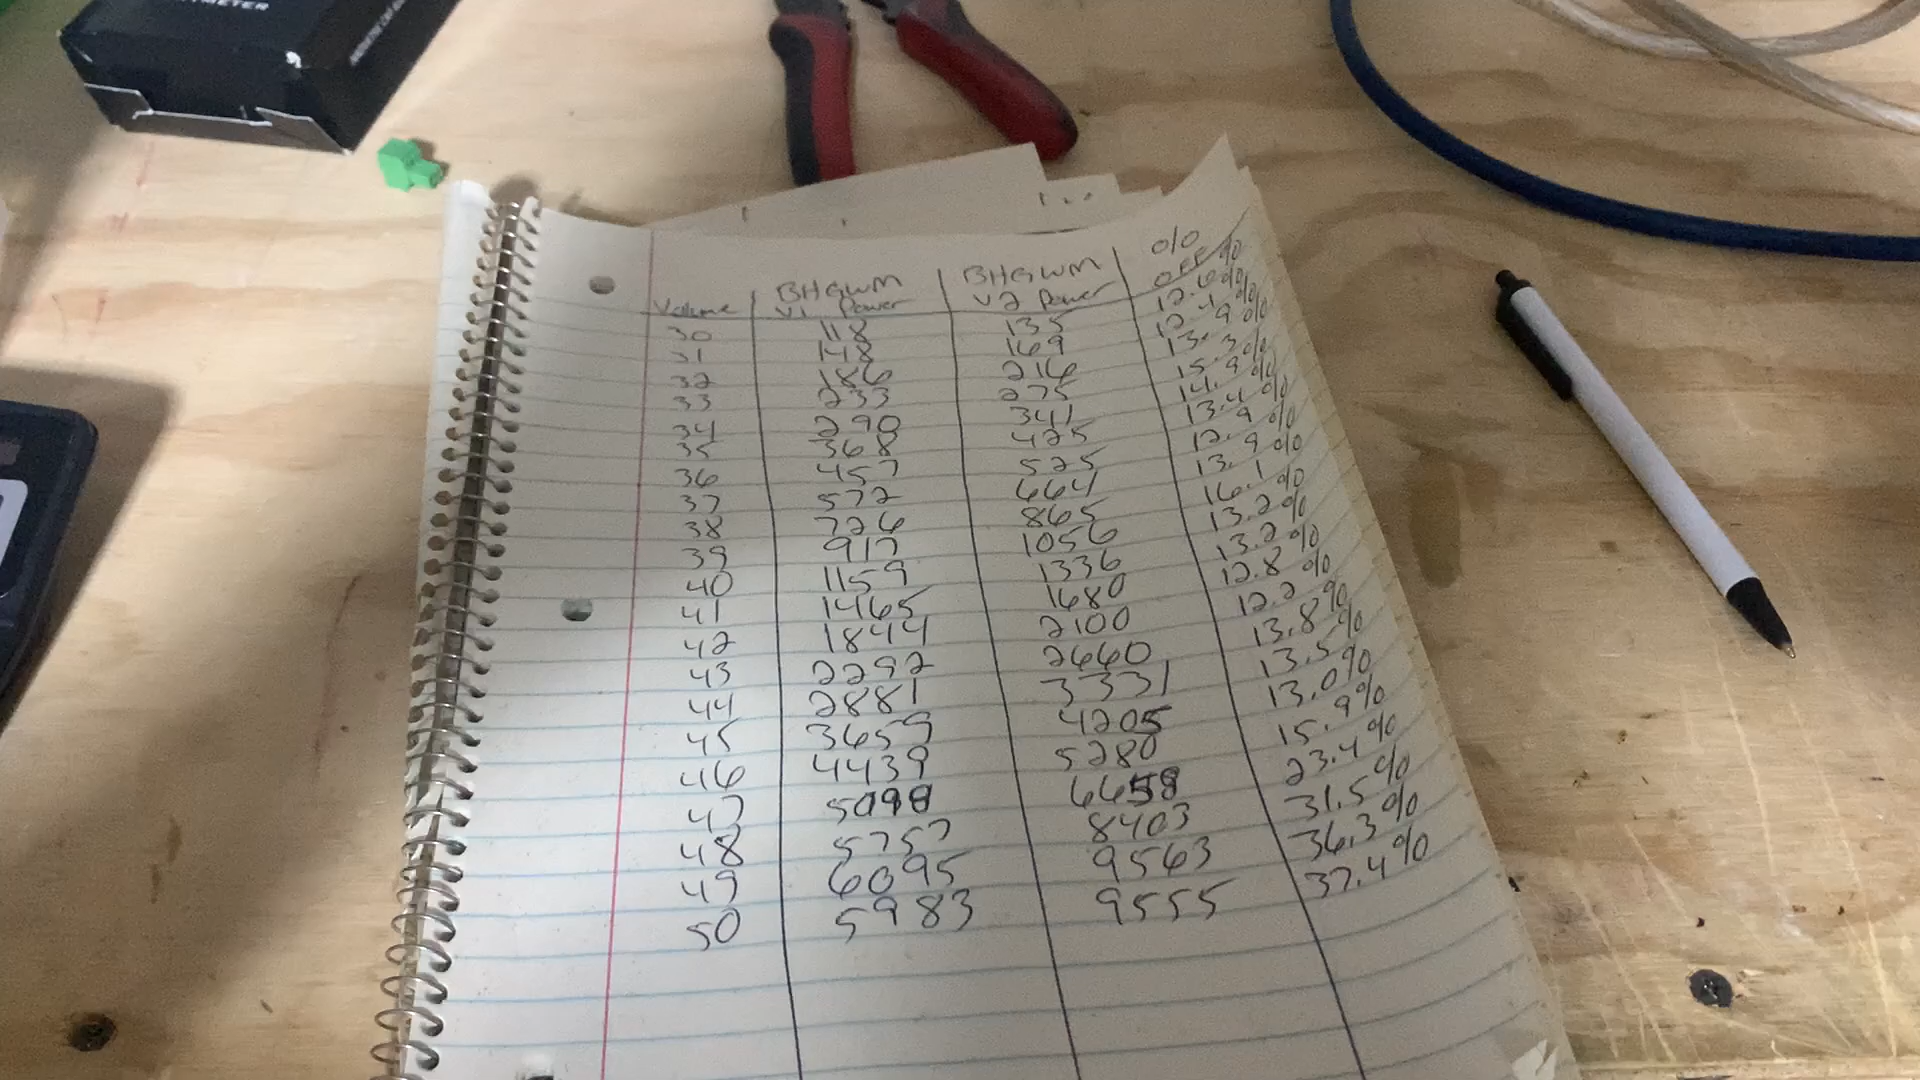 METER
Volume BHGWM V1 Power BHGWM V2 Power % OFF %
30 118 135 12.6%
31 148 169 12.4%
32 186 216 13.9%
33 233 275 15.3%
34 290 341 14.9%
35 368 425 13.4%
36 457 525 12.9%
37 572 664 13.9%
38 726 865 16.1%
39 917 1056 13.2%
40 1159 1336 13.2%
41 1465 1680 12.8%
42 1844 2100 12.2%
43 2292 2660 13.8%
44 2881 3331 13.5%
45 3659 4205 13.0%
46 4439 5280 15.9%
47 5098 6658 23.4%
48 5757 8403 31.5%
49 6095 9563 36.3%
50 5983 9555 37.4%